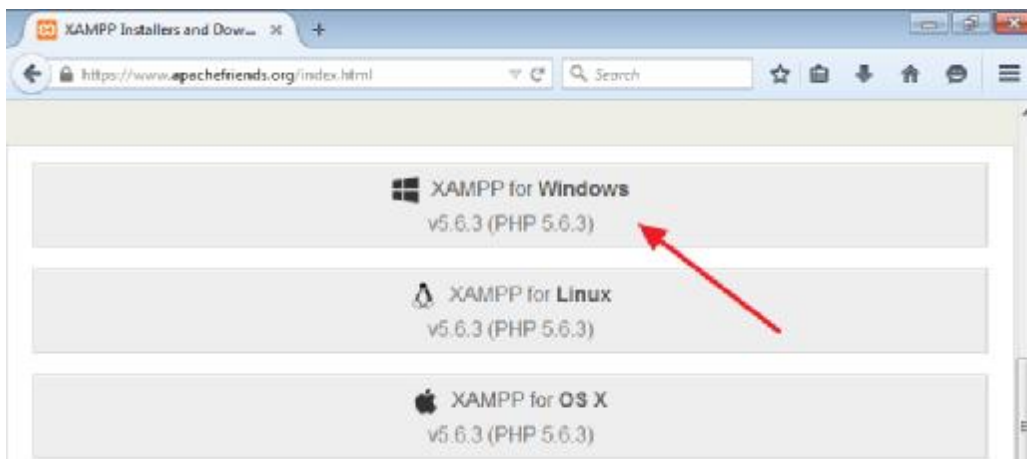 XAMPP Installers and Dow...
https://www.apachefriends.org/index.html
Search
XAMPP for Windows
v5.6.3 (PHP 5.6.3)
XAMPP for Linux
v5.6.3 (PHP 5.6.3)
XAMPP for OS X
v5.6.3 (PHP 5.6.3)